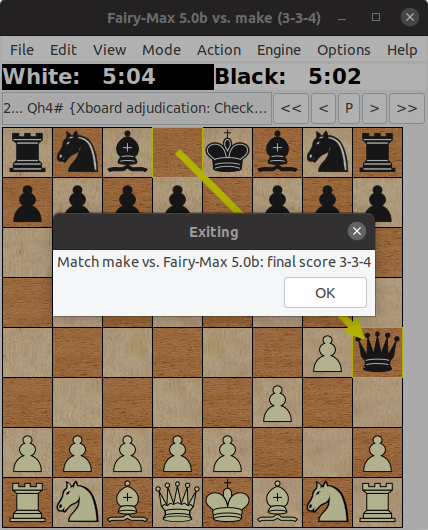 Fairy-Max 5.0b vs. make (3-3-4)
File Edit View Mode Action Engine Options Help
White: 5:04 Black: 5:02
2... Qh4# {Xboard adjudication: Check... << < P > >>
Exiting
Match make vs. Fairy-Max 5.0b: final score 3-3-4
OK